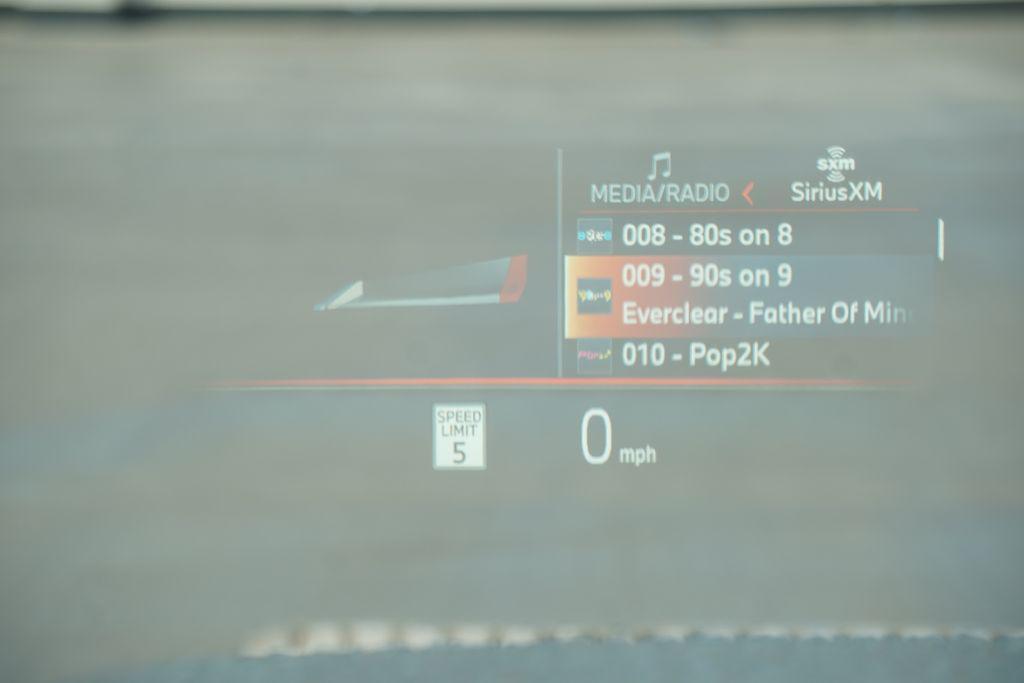 sxm
MEDIA/RADIO < SiriusXM
008 - 80s on 8
009 - 90s on 9
Everclear - Father Of Min
010 - Pop2K
SPEED
LIMIT
5
0 mph